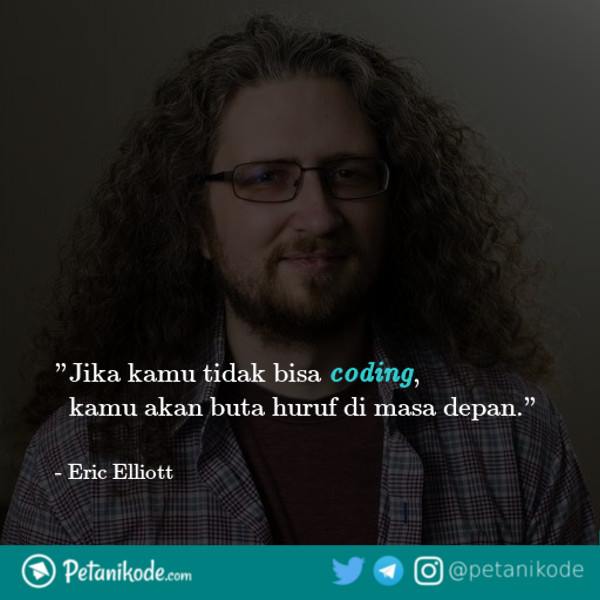 ”Jika kamu tidak bisa coding,
kamu akan buta huruf di masa depan.”
- Eric Elliott
Petanikode.com
@petanikode